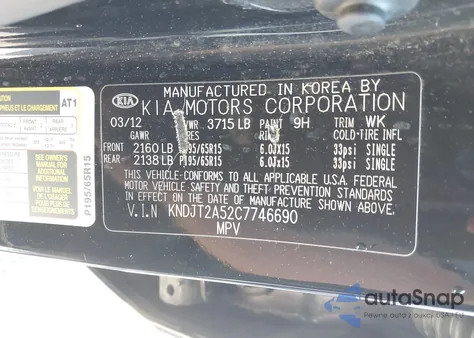 MANUFACTURED IN KOREA BY
KIA KIA MOTORS CORPORATION
03/12 3715 LB PAINT 9H TRIM WK
GAWR COLD-TIRE INFL
FRONT 2160 LB P195/65R15 6.0JX15 33psi SINGLE
REAR 2138 LB P195/65R15 6.0JX15 33psi SINGLE
THIS VEHICLE CONFORMS TO ALL APPLICABLE U.S.A. FEDERAL
MOTOR VEHICLE SAFETY AND THEFT PREVENTION STANDARDS
IN EFFECT ON THE DATE OF MANUFACTURE SHOWN ABOVE.
V.I.N KNDJT2A52C7746690
MPV
AT1
SEE OWNER'S
MANUAL FOR
ADDITIONAL
INFORMATION
P195/65R15
autoSnap